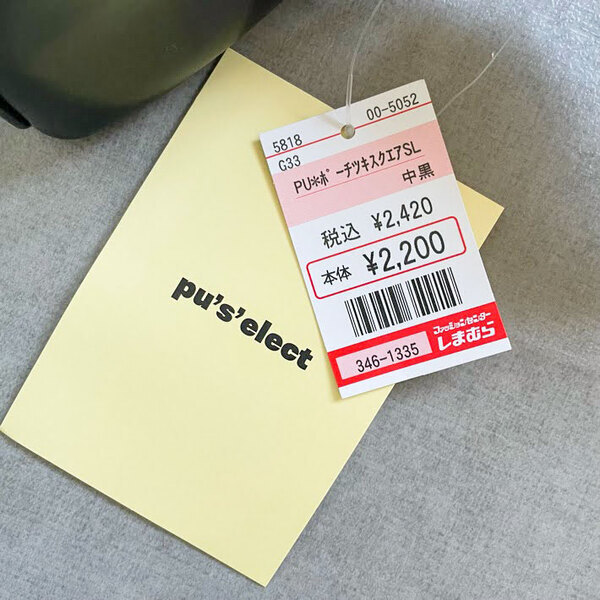 5818 00-5052
G33
PU※ﾎﾟｰﾁﾂｷｽｸｴｱSL
中黒
税込 ¥2,420
本体 ¥2,200
ファッションセンター
しまむら
346-1335
pu's'elect